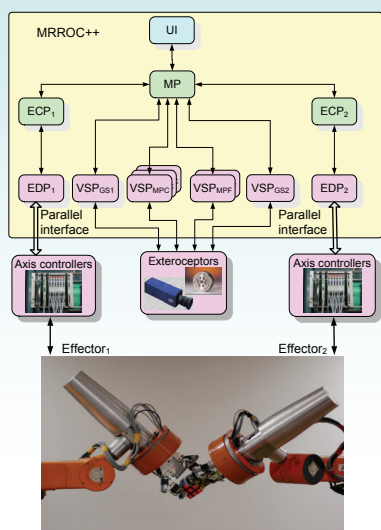 MRROC++
UI
MP
ECP1
ECP2
EDP1
VSPGS1
VSPMPC
VSPMPF
VSPGS2
EDP2
Parallel
interface
Parallel
interface
Axis controllers
Exteroceptors
Axis controllers
Effector1
Effector2